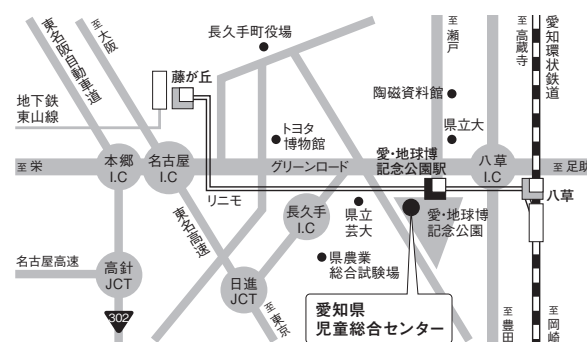 至大阪
東名阪自動車道
長久手町役場
至瀬戸
至高蔵寺
愛知環状鉄道
藤が丘
地下鉄
東山線
陶磁資料館
トヨタ
博物館
県立大
愛・地球博
記念公園駅
至栄
本郷
I.C
名古屋
I.C
グリーンロード
八草
I.C
至足助
リニモ
八草
東名高速
長久手
I.C
県立
芸大
愛・地球博
記念公園
名古屋高速
高針
JCT
県農業
総合試験場
日進
JCT
302
至東京
愛知県
児童総合センター
至豊田
至岡崎